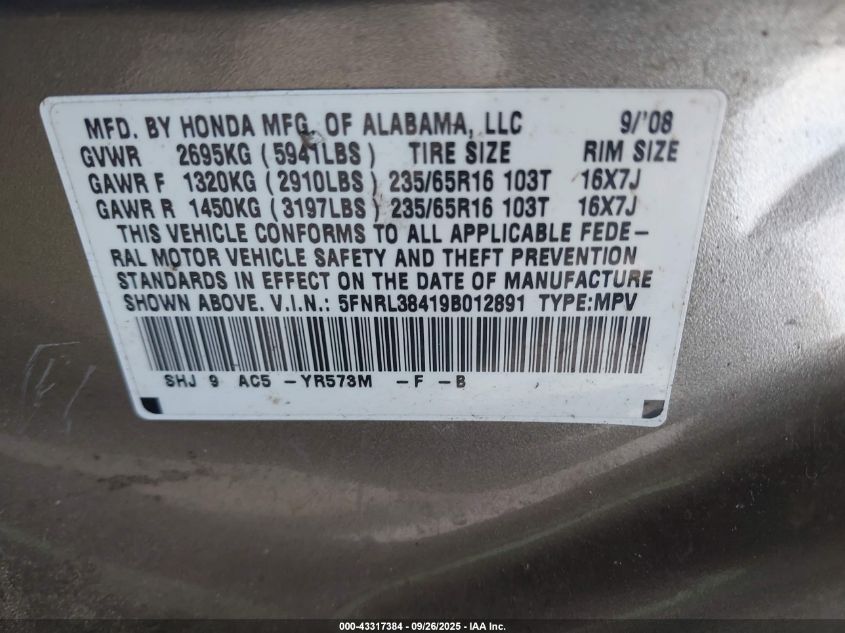 MFD. BY HONDA MFG. OF ALABAMA, LLC 9/'08
GVWR 2695KG (5941LBS) TIRE SIZE RIM SIZE
GAWR F 1320KG (2910LBS) 235/65R16 103T 16X7J
GAWR R 1450KG (3197LBS) 235/65R16 103T 16X7J
THIS VEHICLE CONFORMS TO ALL APPLICABLE FEDE-
RAL MOTOR VEHICLE SAFETY AND THEFT PREVENTION
STANDARDS IN EFFECT ON THE DATE OF MANUFACTURE
SHOWN ABOVE. V.I.N.: 5FNRL38419B012891 TYPE:MPV
SHJ 9 AC5 -YR573M -F -B
000-43317384 - 09/26/2025 - IAA Inc.